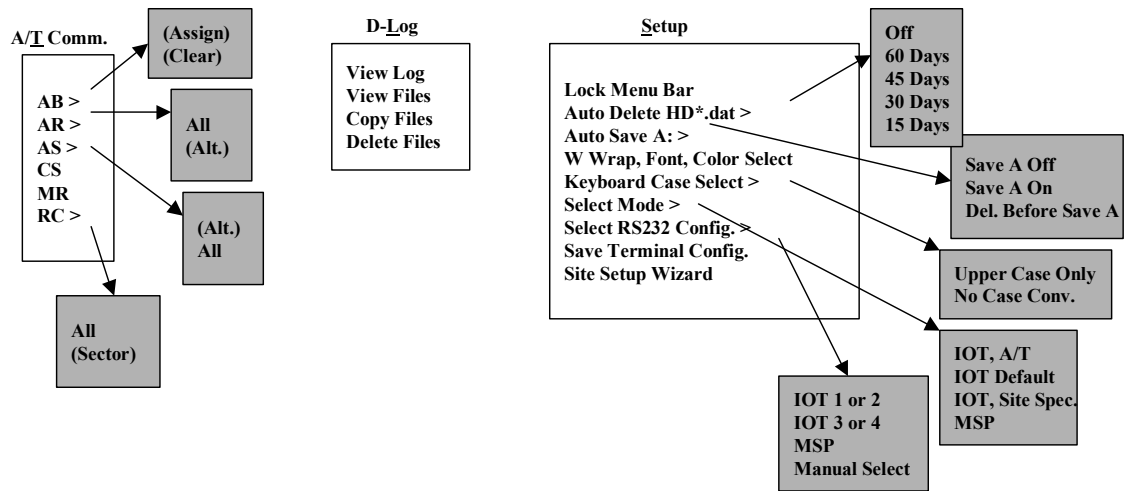 A/T Comm.
AB >
AR >
AS >
CS
MR
RC >
(Assign)
(Clear)
All
(Alt.)
(Alt.)
All
All
(Sector)
D-Log
View Log
View Files
Copy Files
Delete Files
Setup
Lock Menu Bar
Auto Delete HD*.dat >
Auto Save A: >
W Wrap, Font, Color Select
Keyboard Case Select >
Select Mode >
Select RS232 Config. >
Save Terminal Config.
Site Setup Wizard
Off
60 Days
45 Days
30 Days
15 Days
Save A Off
Save A On
Del. Before Save A
Upper Case Only
No Case Conv.
IOT, A/T
IOT Default
IOT, Site Spec.
MSP
IOT 1 or 2
IOT 3 or 4
MSP
Manual Select